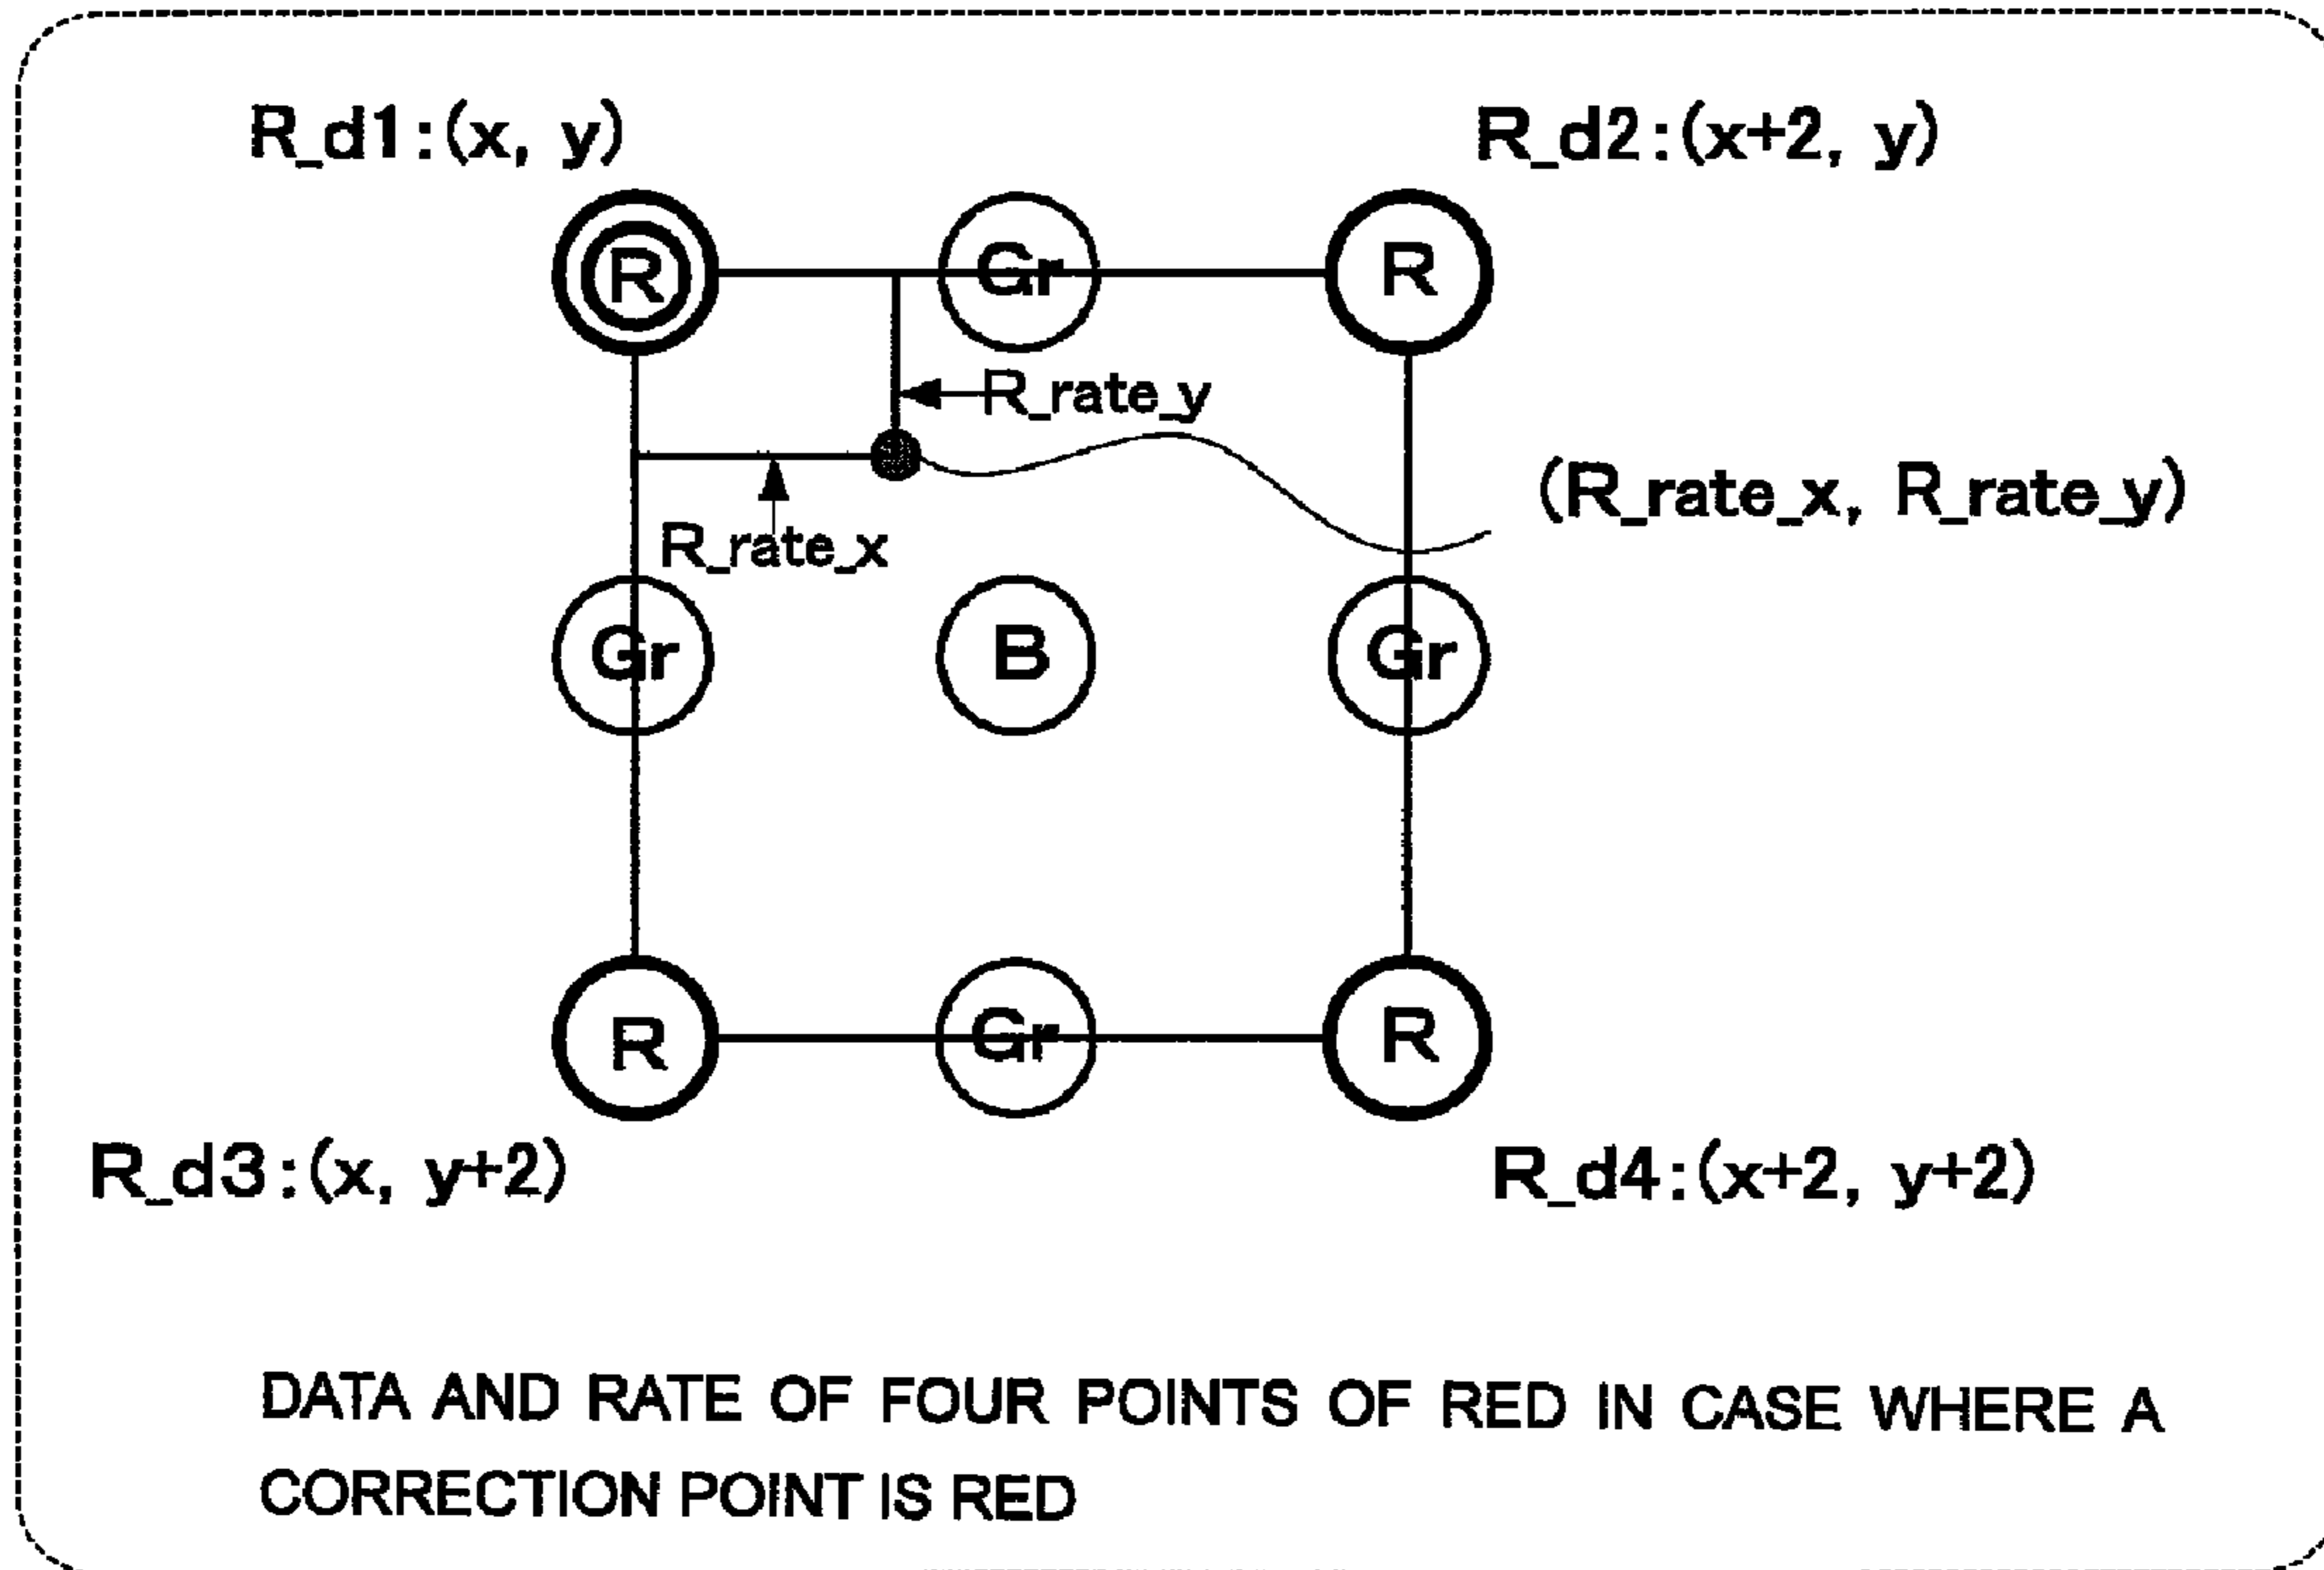 R_d1:(x, y)
R_d2:(x+2, y)
R
Gr
R
R_rate_y
(R_rate_x, R_rate_y)
R_rate_x
Gr
B
Gr
R
Gr
R
R_d3:(x, y+2)
R_d4:(x+2, y+2)
DATA AND RATE OF FOUR POINTS OF RED IN CASE WHERE A
CORRECTION POINT IS RED